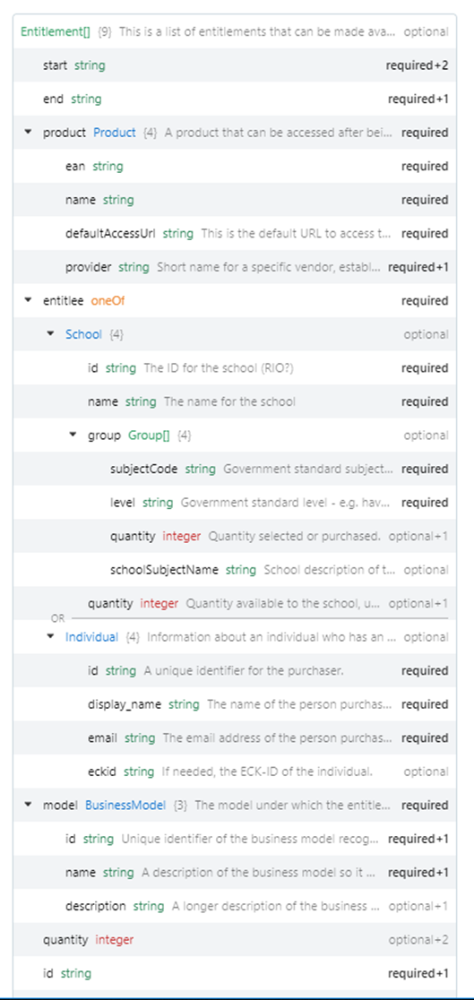 Entitlement[] {9} This is a list of entitlements that can be made ava... optional
start string required+2
end string required+1
product Product {4} A product that can be accessed after bei... required
ean string required
name string required
defaultAccessUrl string This is the default URL to access t... required
provider string Short name for a specific vendor, establ... required+1
entitlee oneOf required
School {4} optional
id string The ID for the school (RIO?) required
name string The name for the school required
group Group[] {4} optional
subjectCode string Government standard subject... required
level string Government standard level - e.g. hav... required
quantity integer Quantity selected or purchased. optional+1
schoolSubjectName string School description of t... optional
quantity integer Quantity available to the school, u... optional+1
OR
Individual {4} Information about an individual who has an ... optional
id string A unique identifier for the purchaser. required
display_name string The name of the person purchas... required
email string The email address of the person purchas... required
eckid string If needed, the ECK-ID of the individual. optional
model BusinessModel {3} The model under which the entitle... required
id string Unique identifier of the business model recog... required+1
name string A description of the business model so it ... required+1
description string A longer description of the business ... optional+1
quantity integer optional+2
id string required+1